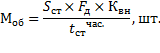 Mоб = Sст × Fд × Kвн / tст час., шт.